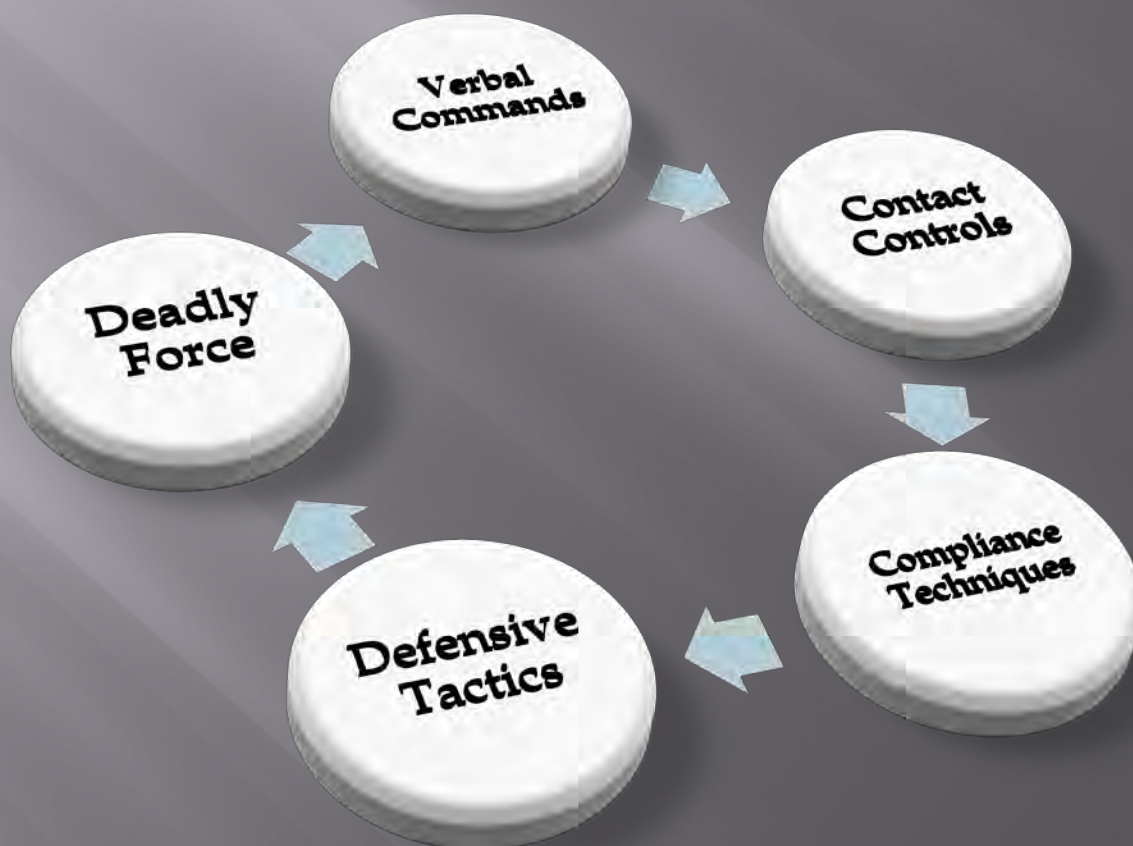 Verbal
Commands
Contact
Controls
Compliance
Techniques
Defensive
Tactics
Deadly
Force